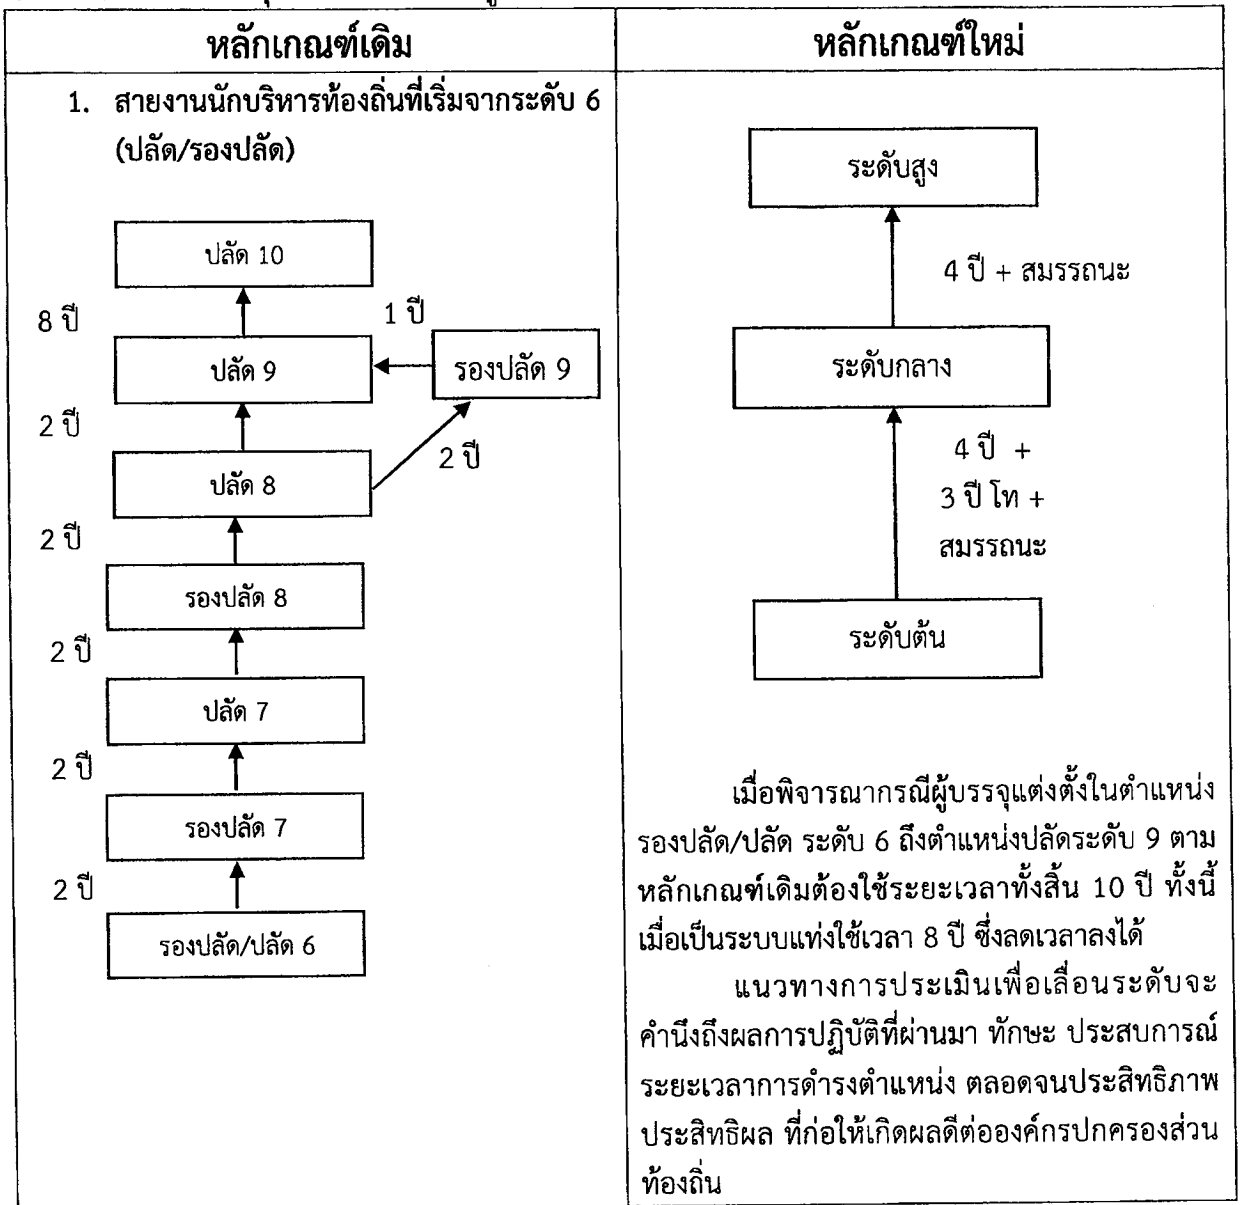 หลักเกณฑ์เดิม
หลักเกณฑ์ใหม่
1. สายงานนักบริหารท้องถิ่นที่เริ่มจากระดับ 6
(ปลัด/รองปลัด)
ปลัด 10
8 ปี
1 ปี
ปลัด 9
รองปลัด 9
2 ปี
2 ปี
ปลัด 8
2 ปี
รองปลัด 8
2 ปี
ปลัด 7
2 ปี
รองปลัด 7
2 ปี
รองปลัด/ปลัด 6
ระดับสูง
4 ปี + สมรรถนะ
ระดับกลาง
4 ปี +
3 ปี โท +
สมรรถนะ
ระดับต้น
เมื่อพิจารณากรณีผู้บรรจุแต่งตั้งในตำแหน่ง
รองปลัด/ปลัด ระดับ 6 ถึงตำแหน่งปลัดระดับ 9 ตาม
หลักเกณฑ์เดิมต้องใช้ระยะเวลาทั้งสิ้น 10 ปี ทั้งนี้
เมื่อเป็นระบบแท่งใช้เวลา 8 ปี ซึ่งลดเวลาลงได้
แนวทางการประเมินเพื่อเลื่อนระดับจะ
คำนึงถึงผลการปฏิบัติที่ผ่านมา ทักษะ ประสบการณ์
ระยะเวลาการดำรงตำแหน่ง ตลอดจนประสิทธิภาพ
ประสิทธิผล ที่ก่อให้เกิดผลดีต่อองค์กรปกครองส่วน
ท้องถิ่น